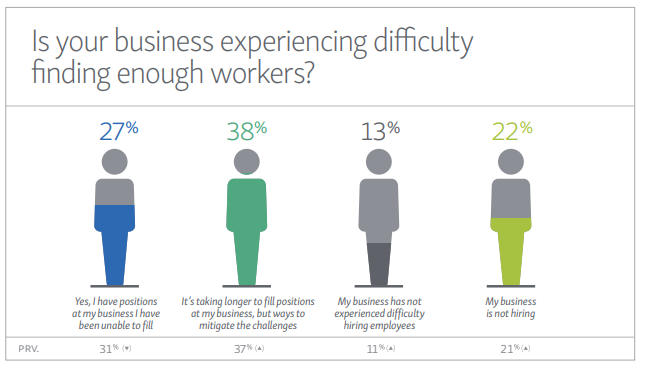 Is your business experiencing difficulty
finding enough workers?
27% 38% 13% 22%
Yes, I have positions
at my business I have
been unable to fill
It's taking longer to fill positions
at my business, but ways to
mitigate the challenges
My business has not
experienced difficulty
hiring employees
My business
is not hiring
PRV. 31% (▼) 37% (▲) 11% (▲) 21% (▲)